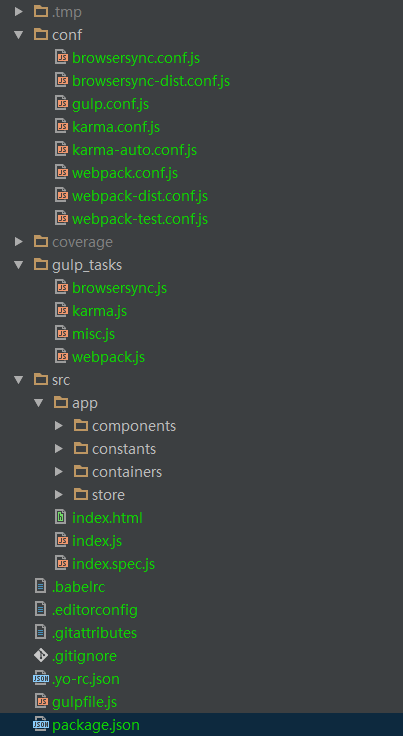 .tmp
conf
browsersync.conf.js
browsersync-dist.conf.js
gulp.conf.js
karma.conf.js
karma-auto.conf.js
webpack.conf.js
webpack-dist.conf.js
webpack-test.conf.js
coverage
gulp_tasks
browsersync.js
karma.js
misc.js
webpack.js
src
app
components
constants
containers
store
index.html
index.js
index.spec.js
.babelrc
.editorconfig
.gitattributes
.gitignore
.yo-rc.json
gulpfile.js
package.json